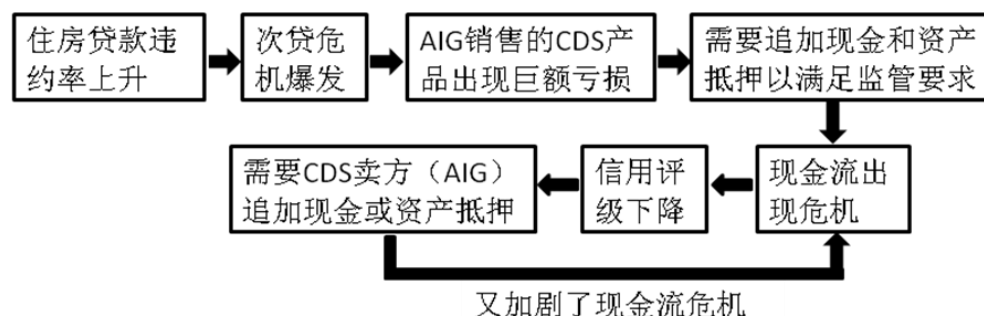 住房贷款违
约率上升
次贷危
机爆发
AIG销售的CDS产
品出现巨额亏损
需要追加现金和资产
抵押以满足监管要求
需要CDS卖方（AIG）
追加现金或资产抵押
信用评
级下降
现金流出
现危机
又加剧了现金流危机